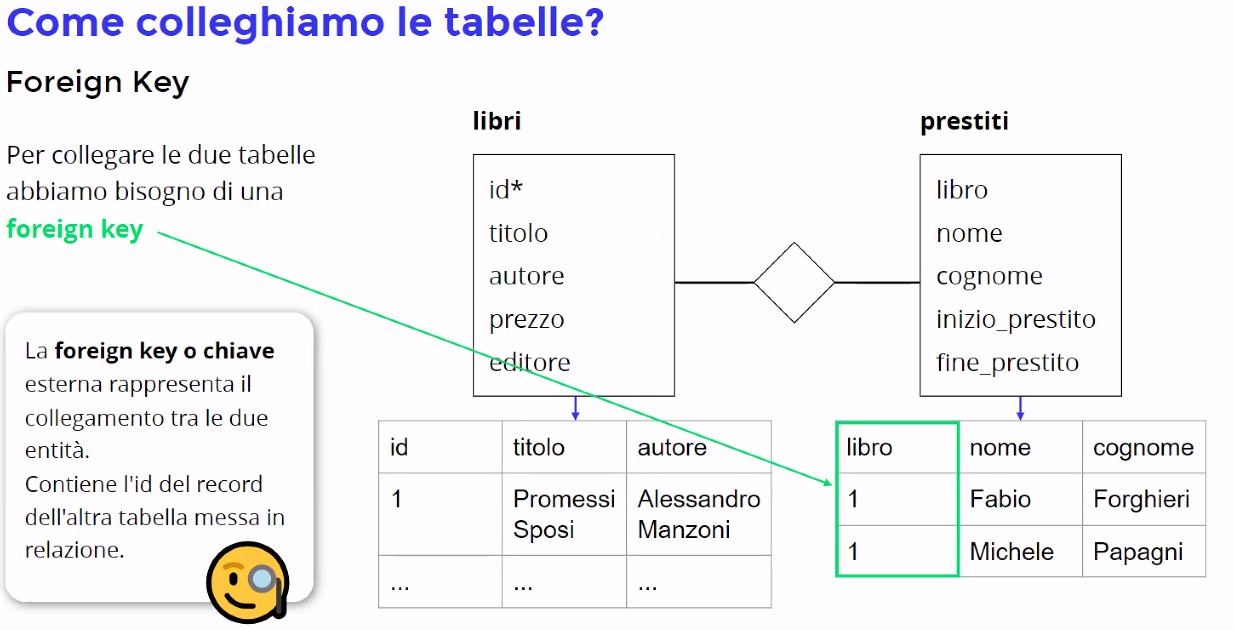 Come colleghiamo le tabelle?
Foreign Key
Per collegare le due tabelle
abbiamo bisogno di una
foreign key
La foreign key o chiave
esterna rappresenta il
collegamento tra le due
entità.
Contiene l'id del record
dell'altra tabella messa in
relazione.
libri
id*
titolo
autore
prezzo
editore
prestiti
libro
nome
cognome
inizio_prestito
fine_prestito
id titolo autore
1 Promessi Alessandro
Sposi Manzoni
... ... ...
libro nome cognome
1 Fabio Forghieri
1 Michele Papagni